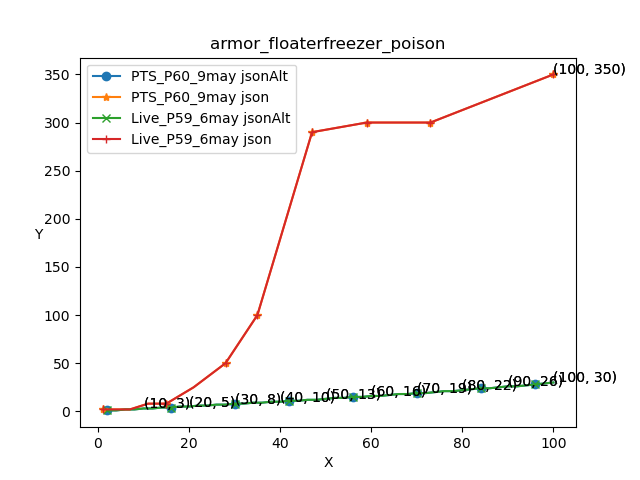 armor_floaterfreezer_poison
PTS_P60_9may jsonAlt
PTS_P60_9may json
Live_P59_6may jsonAlt
Live_P59_6may json
(100, 350)
350
300
250
200
150
100
50
0
Y
(10, 3)
(20, 5)
(30, 8)
(40, 10)
(50, 13)
(60, 16)
(70, 19)
(80, 22)
(90, 26)
(100, 30)
0 20 40 60 80 100
X